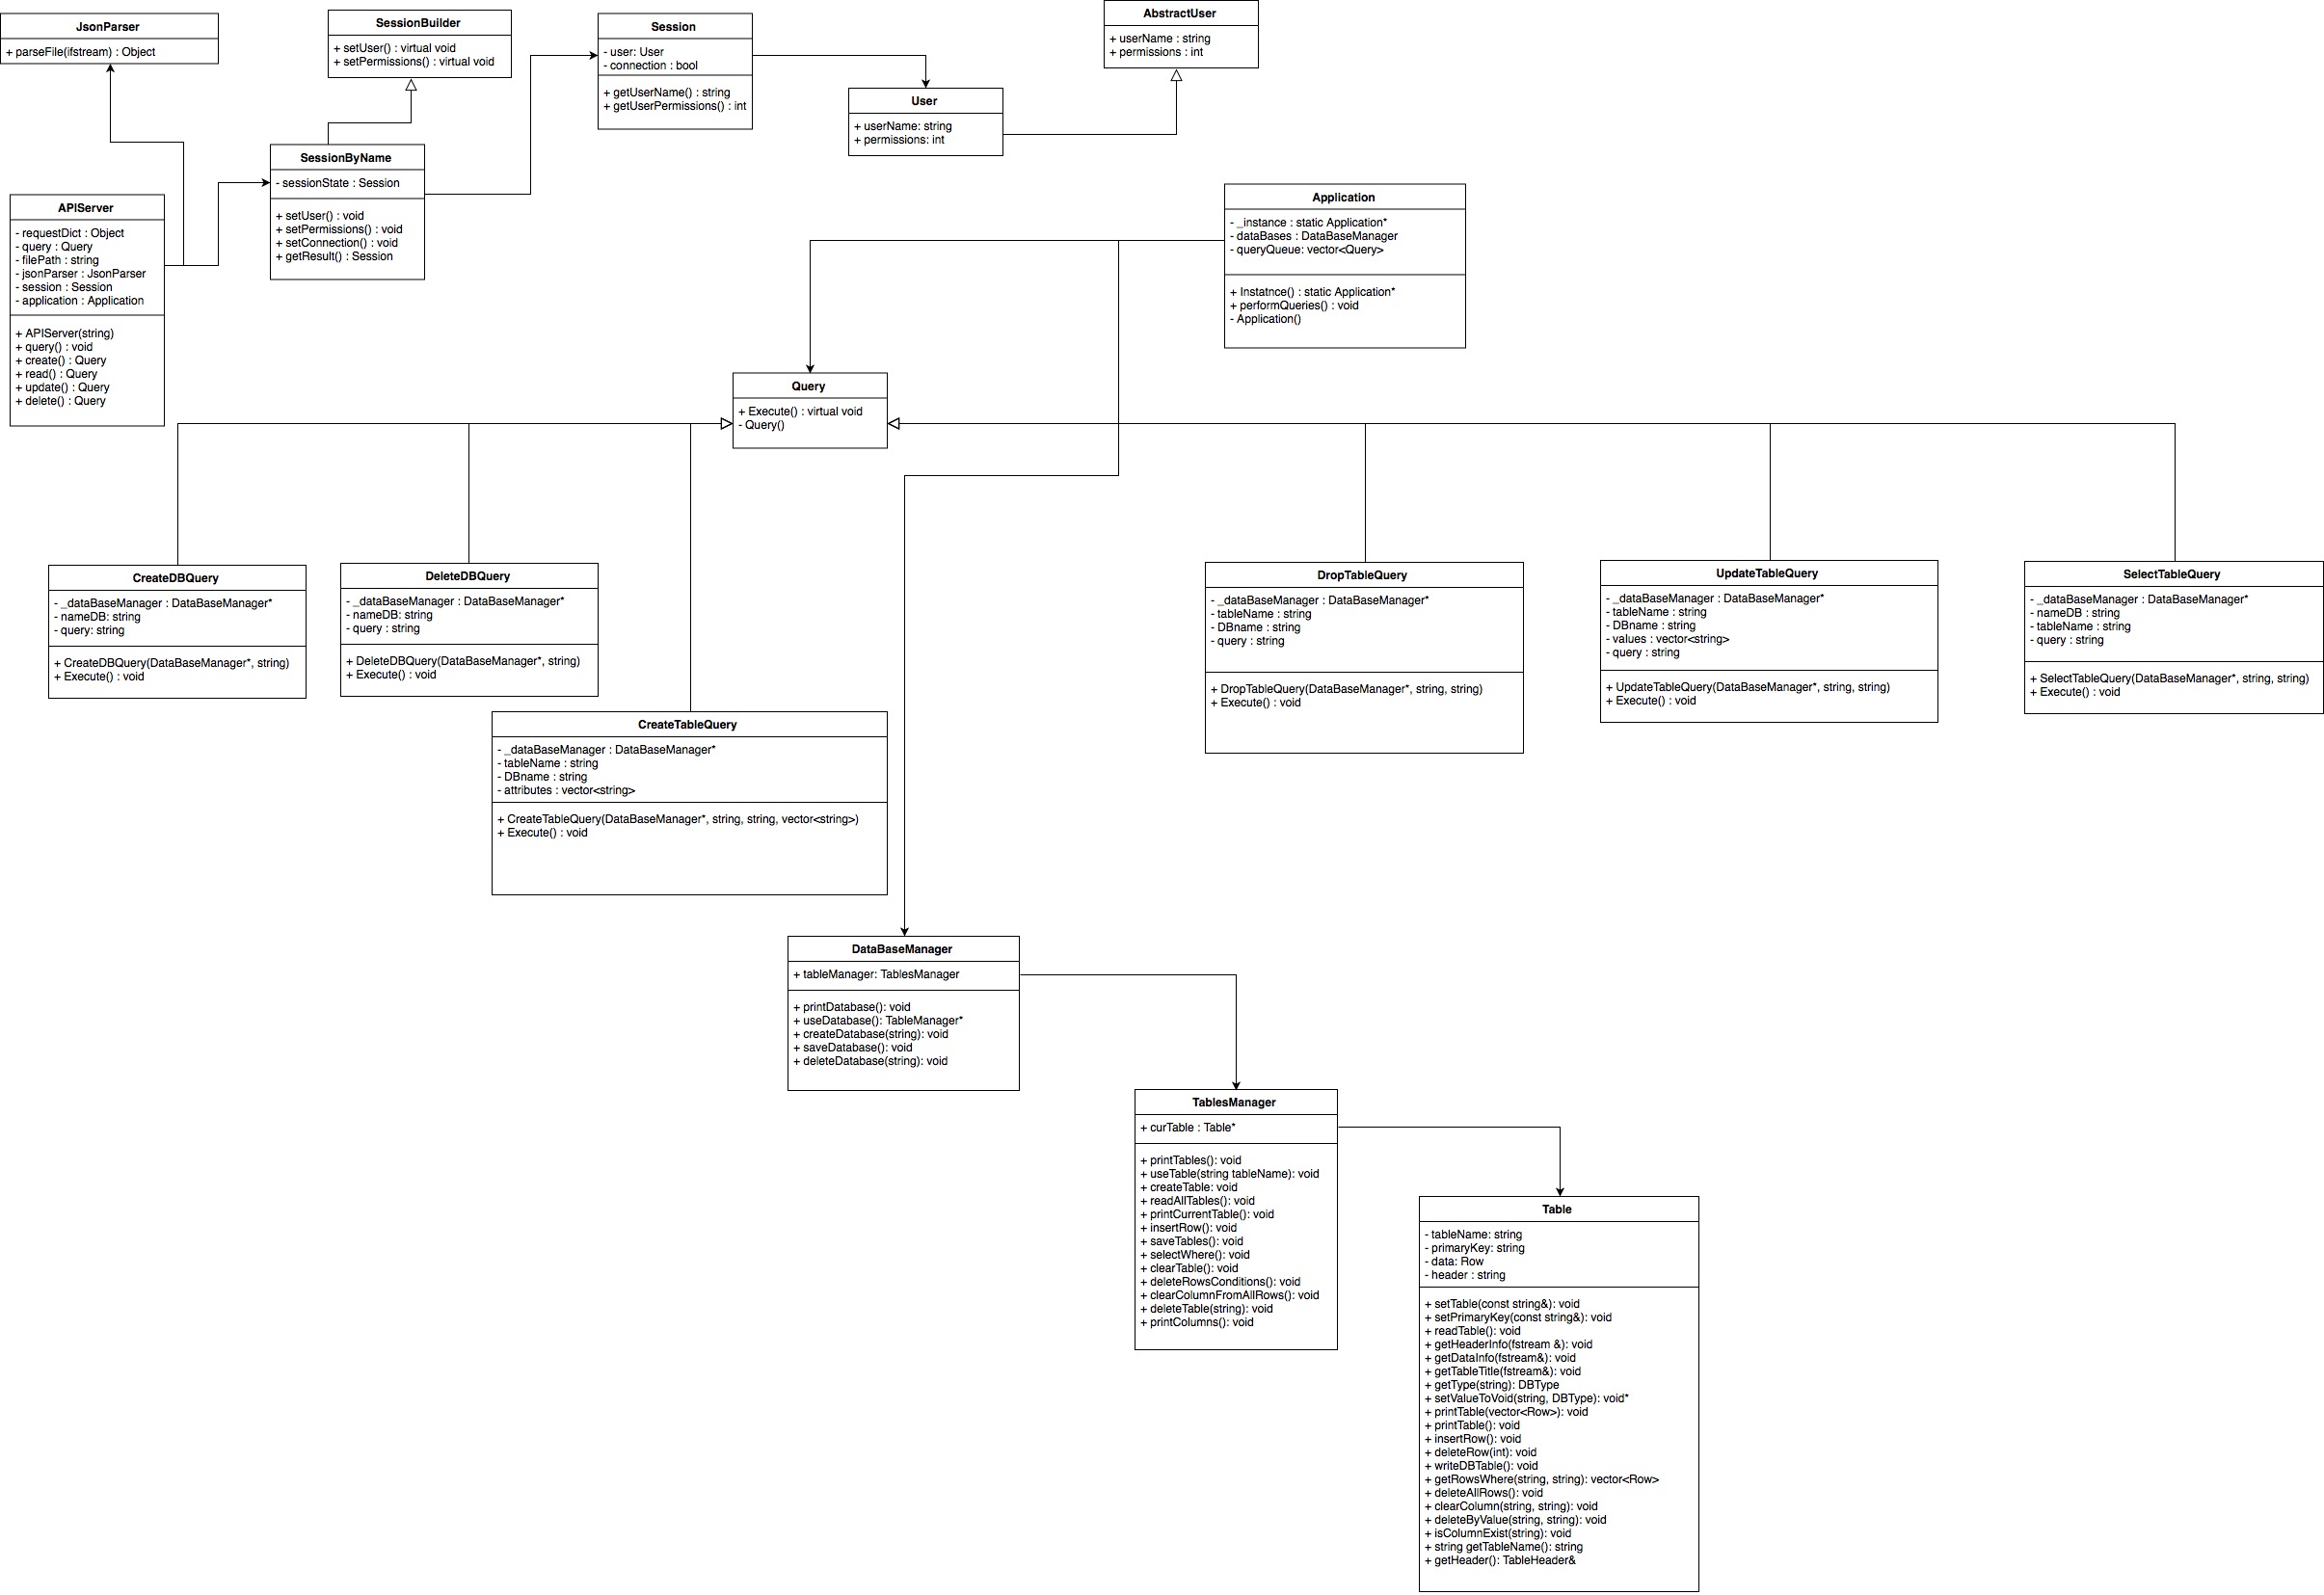 JsonParser
+ parseFile(ifstream) : Object
SessionBuilder
+ setUser() : virtual void
+ setPermissions() : virtual void
Session
- user: User
- connection : bool
+ getUserName() : string
+ getUserPermissions() : int
AbstractUser
+ userName : string
+ permissions : int
User
+ userName: string
+ permissions: int
SessionByName
- sessionState : Session
+ setUser() : void
+ setPermissions() : void
+ setConnection() : void
+ getResult() : Session
APIServer
- requestDict : Object
- query : Query
- filePath : string
- jsonParser : JsonParser
- session : Session
- application : Application
+ APIServer(string)
+ query() : void
+ create() : Query
+ read() : Query
+ update() : Query
+ delete() : Query
Application
- _instance : static Application*
- dataBases : DataBaseManager
- queryQueue: vector<Query>
+ Instatnce() : static Application*
+ performQueries() : void
- Application()
Query
+ Execute() : virtual void
- Query()
CreateDBQuery
- _dataBaseManager : DataBaseManager*
- nameDB: string
- query: string
+ CreateDBQuery(DataBaseManager*, string)
+ Execute() : void
DeleteDBQuery
- _dataBaseManager : DataBaseManager*
- nameDB: string
- query : string
+ DeleteDBQuery(DataBaseManager*, string)
+ Execute() : void
CreateTableQuery
- _dataBaseManager : DataBaseManager*
- tableName : string
- DBname : string
- attributes : vector<string>
+ CreateTableQuery(DataBaseManager*, string, string, vector<string>)
+ Execute() : void
DropTableQuery
- _dataBaseManager : DataBaseManager*
- tableName : string
- DBname : string
- query : string
+ DropTableQuery(DataBaseManager*, string, string)
+ Execute() : void
UpdateTableQuery
- _dataBaseManager : DataBaseManager*
- tableName : string
- DBname : string
- values : vector<string>
- query : string
+ UpdateTableQuery(DataBaseManager*, string, string)
+ Execute() : void
SelectTableQuery
- _dataBaseManager : DataBaseManager*
- nameDB : string
- tableName : string
- query : string
+ SelectTableQuery(DataBaseManager*, string, string)
+ Execute() : void
DataBaseManager
+ tableManager: TablesManager
+ printDatabase(): void
+ useDatabase(): TableManager*
+ createDatabase(string): void
+ saveDatabase(): void
+ deleteDatabase(string): void
TablesManager
+ curTable : Table*
+ printTables(): void
+ useTable(string tableName): void
+ createTable: void
+ readAllTables(): void
+ printCurrentTable(): void
+ insertRow(): void
+ saveTables(): void
+ selectWhere(): void
+ clearTable(): void
+ deleteRowsConditions(): void
+ clearColumnFromAllRows(): void
+ deleteTable(string): void
+ printColumns(): void
Table
- tableName: string
- primaryKey: string
- data: Row
- header : string
+ setTable(const string&): void
+ setPrimaryKey(const string&): void
+ readTable(): void
+ getHeaderInfo(fstream &): void
+ getDataInfo(fstream&): void
+ getTableTitle(fstream&): void
+ getType(string): DBType
+ setValueToVoid(string, DBType): void*
+ printTable(vector<Row>): void
+ printTable(): void
+ insertRow(): void
+ deleteRow(int): void
+ writeDBTable(): void
+ getRowsWhere(string, string): vector<Row>
+ deleteAllRows(): void
+ clearColumn(string, string): void
+ deleteByValue(string, string): void
+ isColumnExist(string): void
+ string getTableName(): string
+ getHeader(): TableHeader&